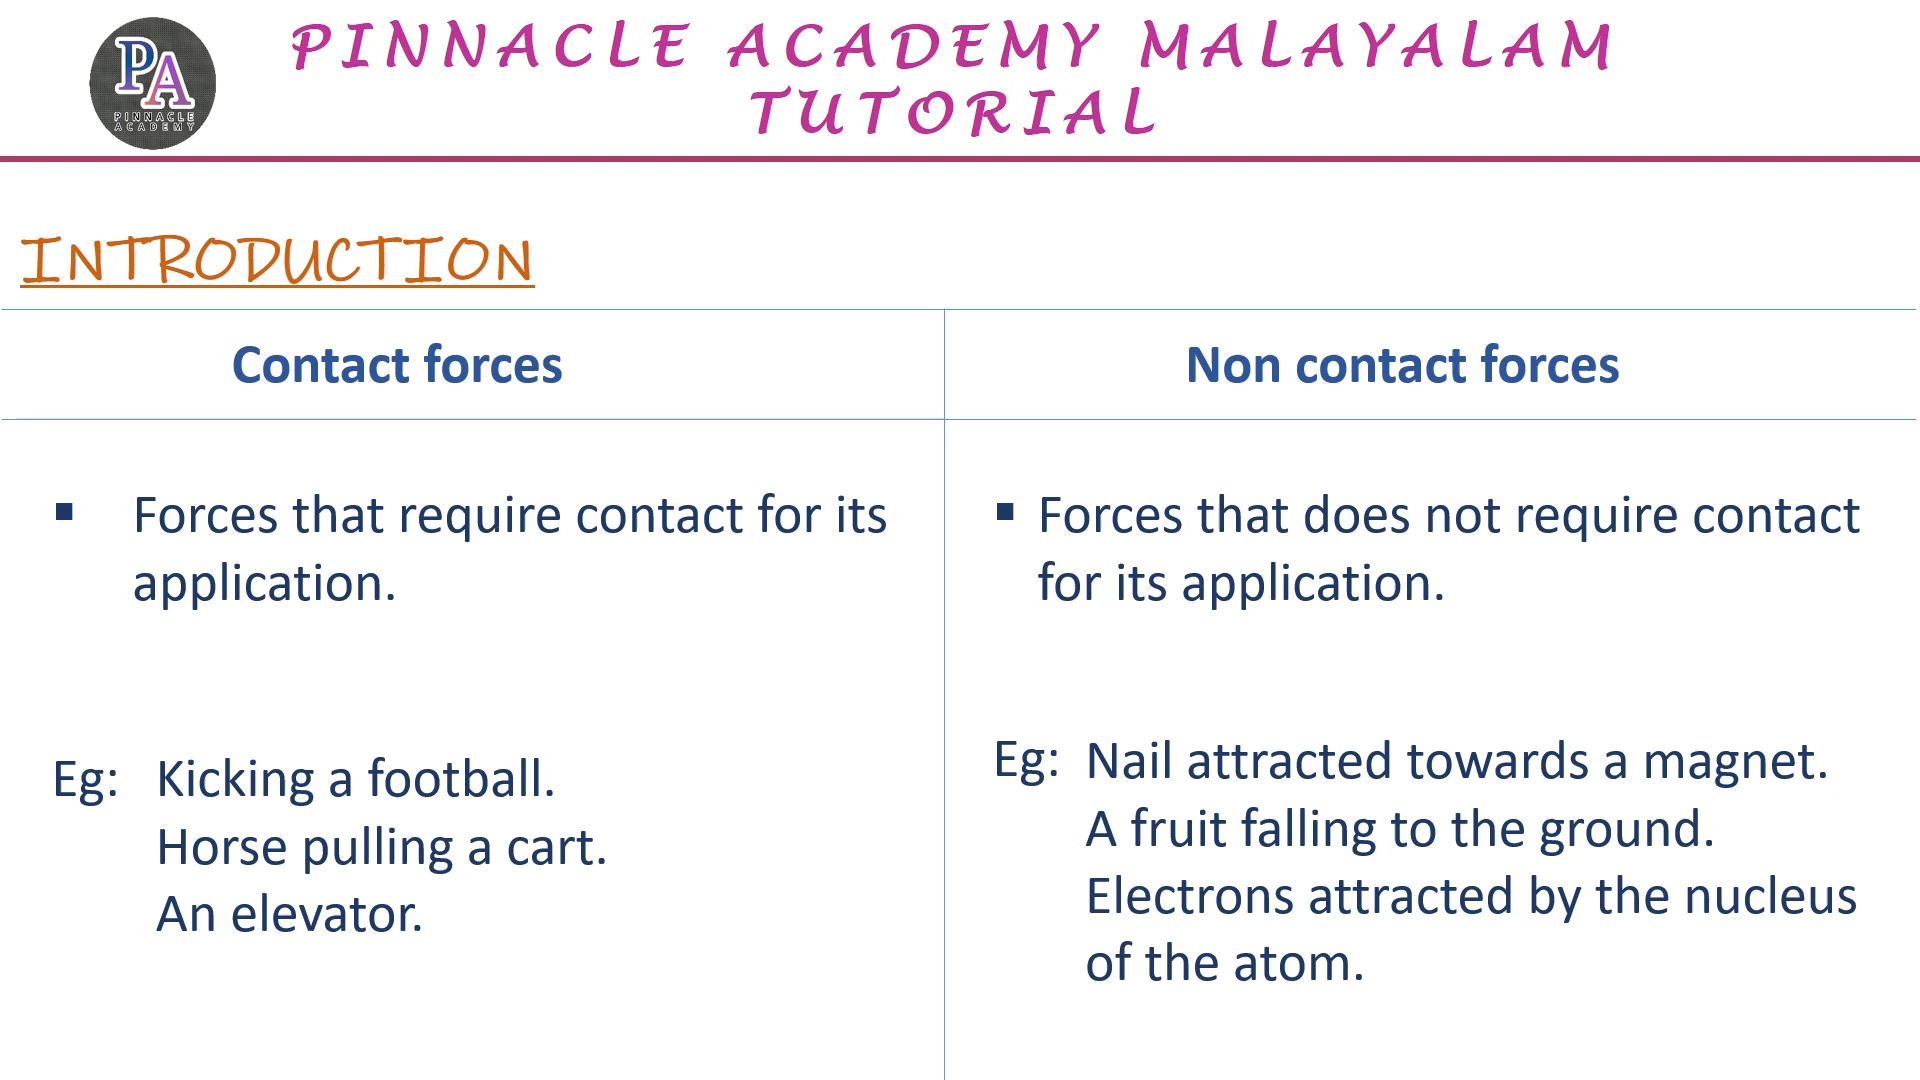 PA
PINNACLE
ACADEMY
PINNACLE ACADEMY MALAYALAM
TUTORIAL
INTRODUCTION
Contact forces
▪ Forces that require contact for its
application.
Eg: Kicking a football.
Horse pulling a cart.
An elevator.
Non contact forces
▪ Forces that does not require contact
for its application.
Eg: Nail attracted towards a magnet.
A fruit falling to the ground.
Electrons attracted by the nucleus
of the atom.